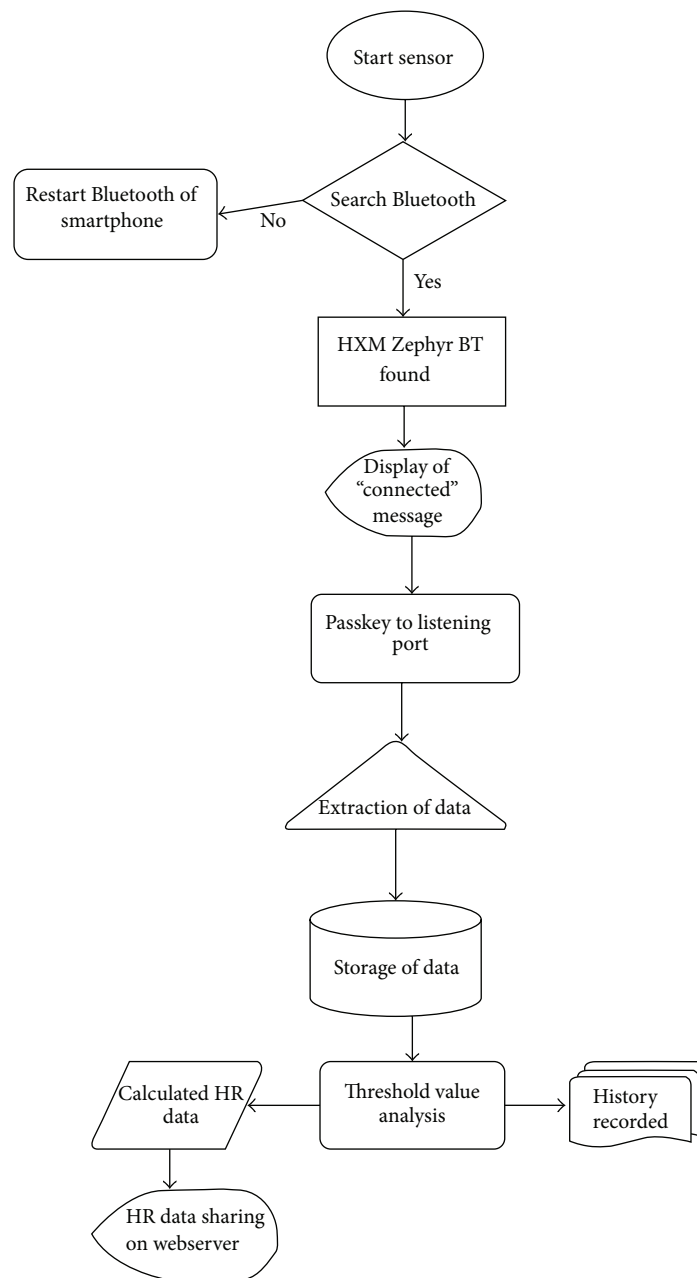 Start sensor
Search Bluetooth
Restart Bluetooth of
smartphone
No
Yes
HXM Zephyr BT
found
Display of
“connected”
message
Passkey to listening
port
Extraction of data
Storage of data
Threshold value
analysis
Calculated HR
data
History
recorded
HR data sharing
on webserver